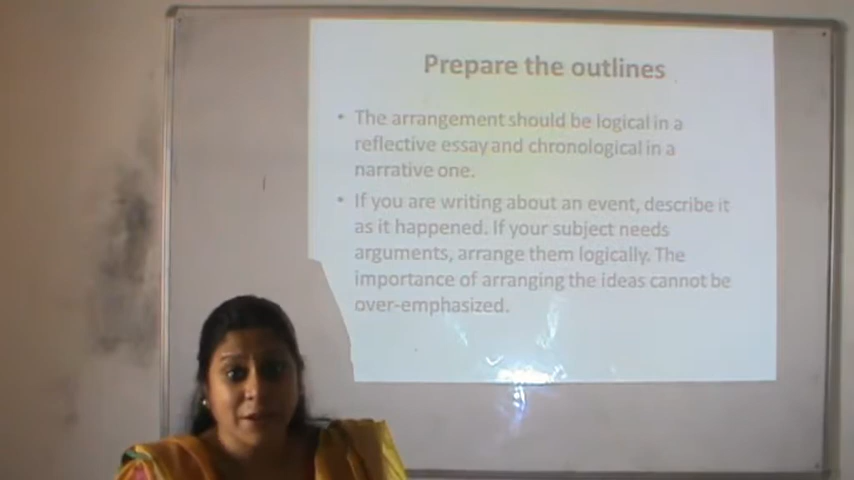 Prepare the outlines
• The arrangement should be logical in a
reflective essay and chronological in a
narrative one.
• If you are writing about an event, describe it
as it happened. If your subject needs
arguments, arrange them logically. The
importance of arranging the ideas cannot be
over-emphasized.